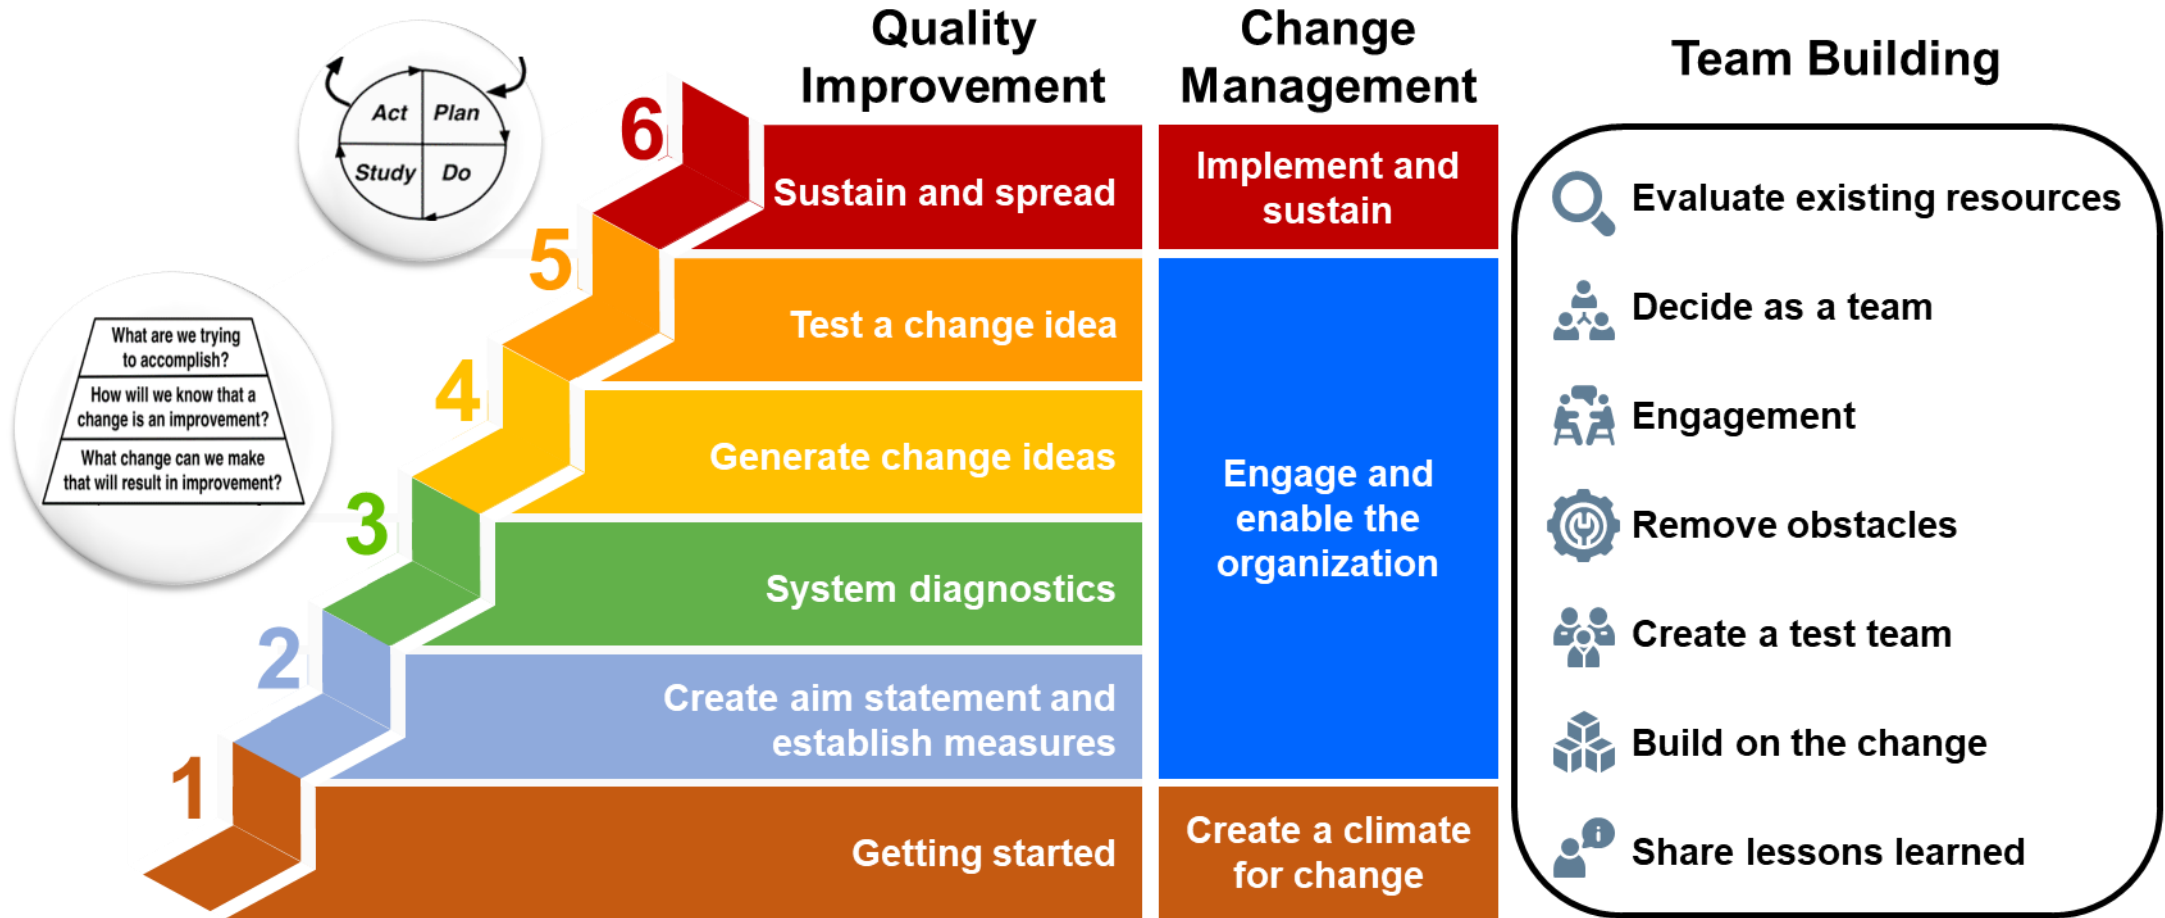 Quality
Improvement
Change
Management
Team Building
Act
Plan
Study
Do
What are we trying
to accomplish?
How will we know that a
change is an improvement?
What change can we make
that will result in improvement?
6
Sustain and spread
5
Test a change idea
4
Generate change ideas
3
System diagnostics
2
Create aim statement and
establish measures
1
Getting started
Implement and
sustain
Engage and
enable the
organization
Create a climate
for change
Evaluate existing resources
Decide as a team
Engagement
Remove obstacles
Create a test team
Build on the change
i
Share lessons learned